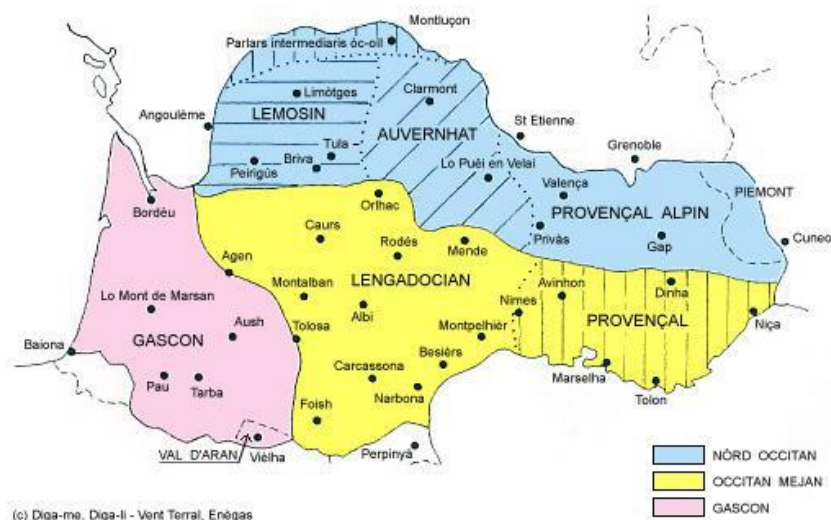 Montluçon
Parlars intermediaris òc-oïl
Limòtges
Clarmont
Angoulème
LEMOSIN
AUVERNHAT
St Etienne
Grenoble
Tula
Briva
Peirigüs
Lo Puèi en Velai
Valença
PIEMONT
Bordèu
Orlhac
PROVENÇAL ALPIN
Privàs
Gap
Cuneo
Caurs
Rodés
Mende
Agen
LENGADOCIAN
Dinha
Avinhon
Nimes
Montalban
Lo Mont de Marsan
Albi
PROVENÇAL
Niça
Aush
Tolosa
Montpelhièr
GASCON
Baiona
Besièrs
Carcassona
Marselha
Pau
Tarba
Narbona
Tolon
Foish
VAL D'ARAN
Vièlha
Perpinyà
NÒRD OCCITAN
OCCITAN MEJAN
GASCON
(c) Diga-me, Diga-li - Vent Terral, Enègas